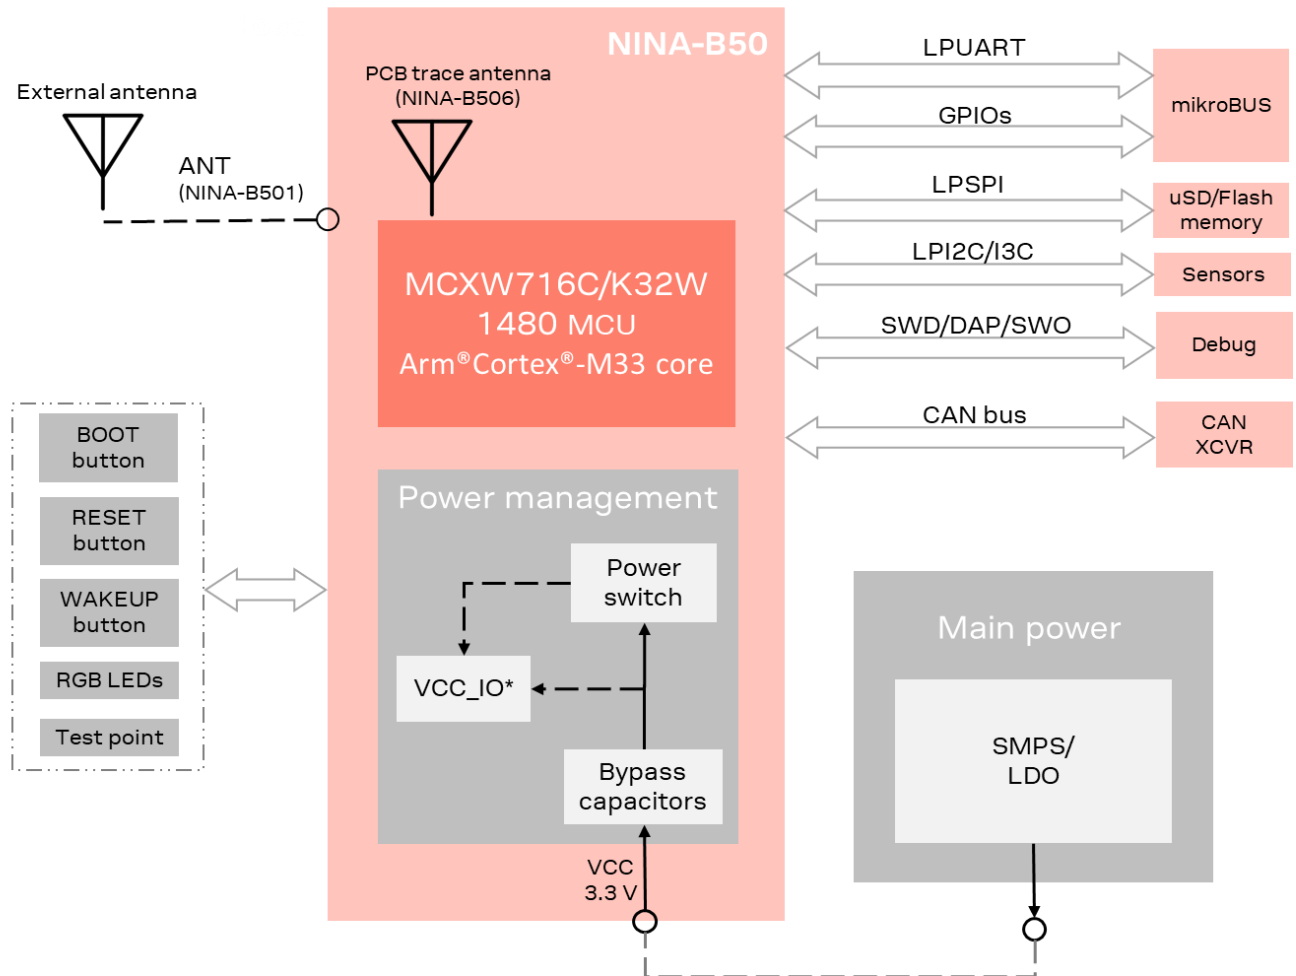 NINA-B50
External antenna
ANT
(NINA-B501)
PCB trace antenna
(NINA-B506)
MCXW716C/K32W
1480 MCU
Arm®Cortex®-M33 core
LPUART
GPIOs
mikroBUS
LPSPI
uSD/Flash
memory
LPI2C/I3C
Sensors
SWD/DAP/SWO
Debug
CAN bus
CAN
XCVR
BOOT
button
RESET
button
WAKEUP
button
RGB LEDs
Test point
Power management
Power
switch
VCC_IO*
Bypass
capacitors
VCC
3.3 V
Main power
SMPS/
LDO